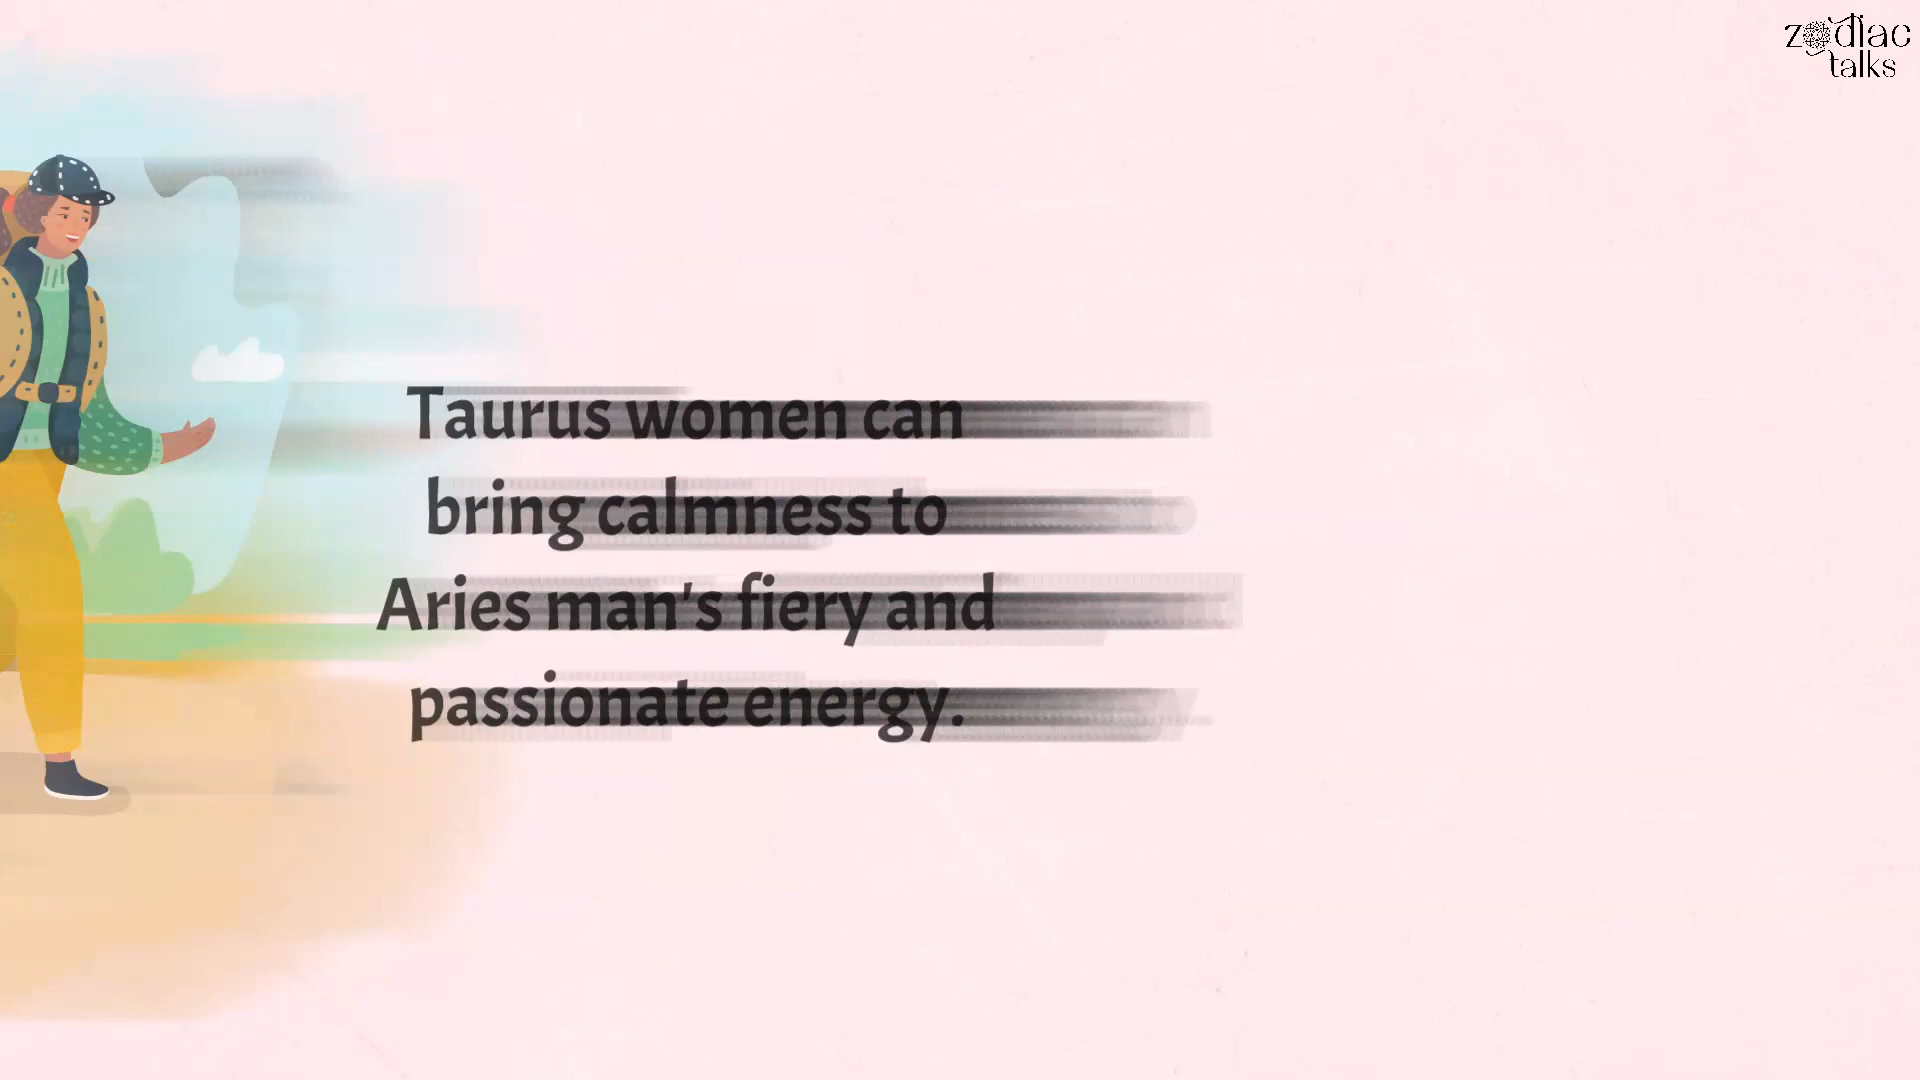 zodiac
talks
Taurus women can
bring calmness to
Aries man's fiery and
passionate energy.